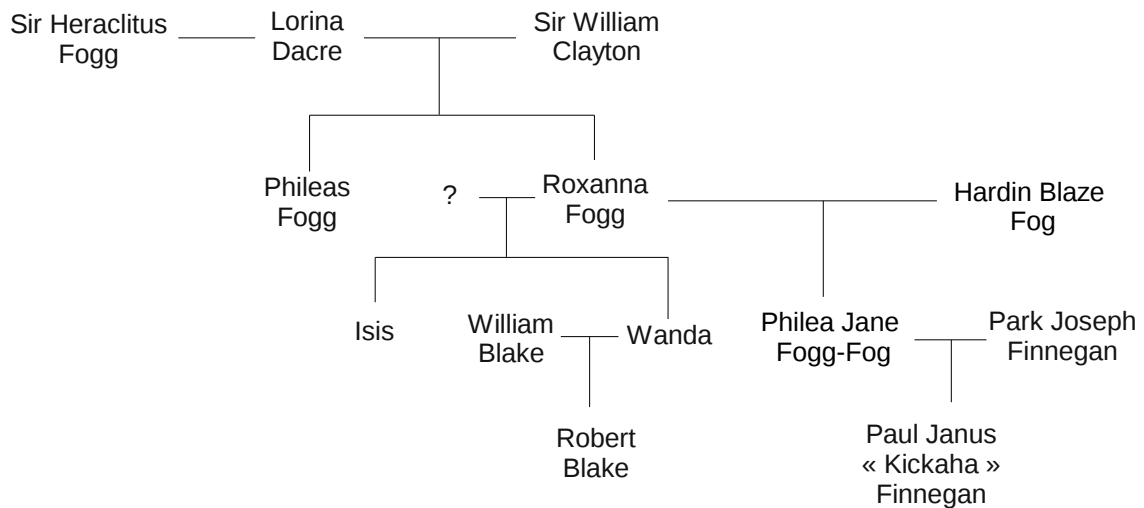 Sir Heraclitus
Fogg
Lorina
Dacre
Sir William
Clayton
Phileas
Fogg
?
Roxanna
Fogg
Hardin Blaze
Fog
Isis
William
Blake
Wanda
Philea Jane
Fogg-Fog
Park Joseph
Finnegan
Robert
Blake
Paul Janus
« Kickaha »
Finnegan